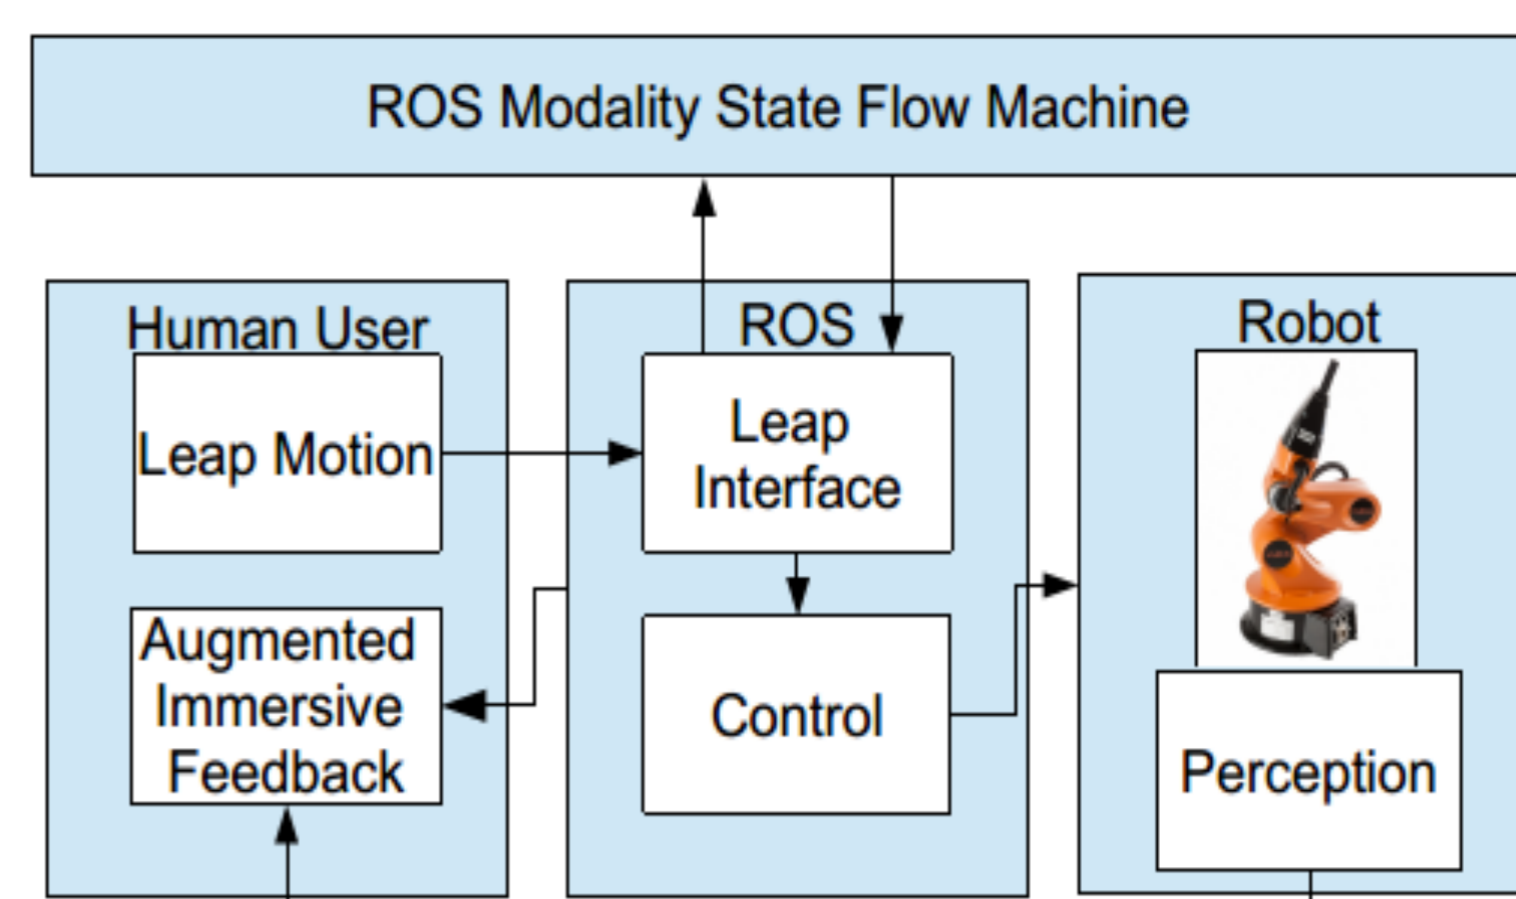 ROS Modality State Flow Machine
Human User
Leap Motion
Augmented
Immersive
Feedback
ROS
Leap
Interface
Control
Robot
Perception